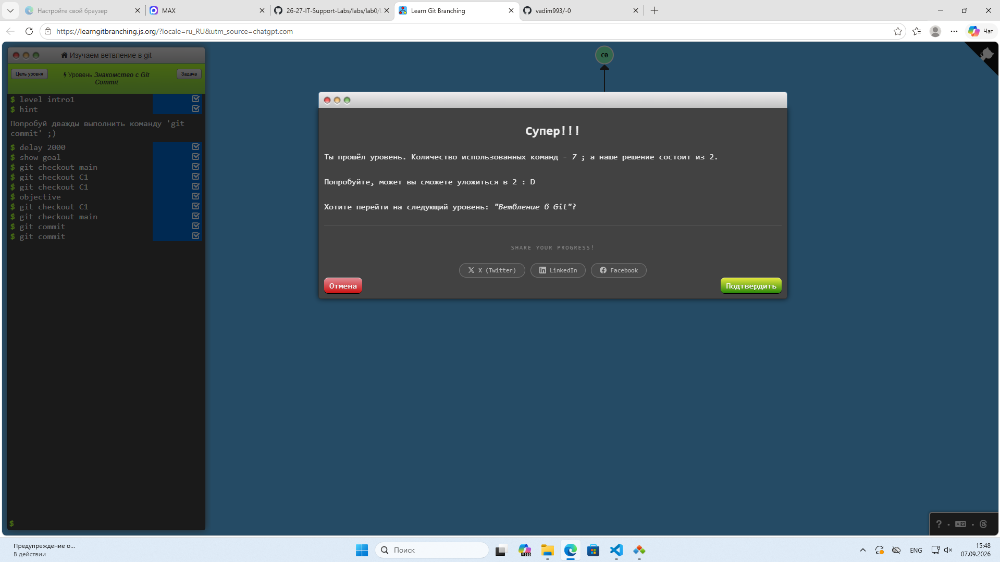 Настройте свой браузер
MAX
26-27-IT-Support-Labs/labs/lab0/
Learn Git Branching
vadim993/-0
https://learngitbranching.js.org/?locale=ru_RU&utm_source=chatgpt.com
Чат
Изучаем ветвление в git
Цель уровня
Уровень Знакомство с Git
Commit
Задача
$ level intro1
$ hint
Попробуй дважды выполнить команду 'git
commit' ;)
$ delay 2000
$ show goal
$ git checkout main
$ git checkout C1
$ git checkout C1
$ objective
$ git checkout C1
$ git checkout main
$ git commit
$ git commit
$
C0
Супер!!!
Ты прошёл уровень. Количество использованных команд - 7 ; а наше решение состоит из 2.
Попробуйте, может вы сможете уложиться в 2 : D
Хотите перейти на следующий уровень: "Ветвление в Git"?
SHARE YOUR PROGRESS!
X (Twitter)
LinkedIn
Facebook
Отмена
Подтвердить
Предупреждение о...
В действии
Поиск
M365
ENG
15:48
07.09.2026